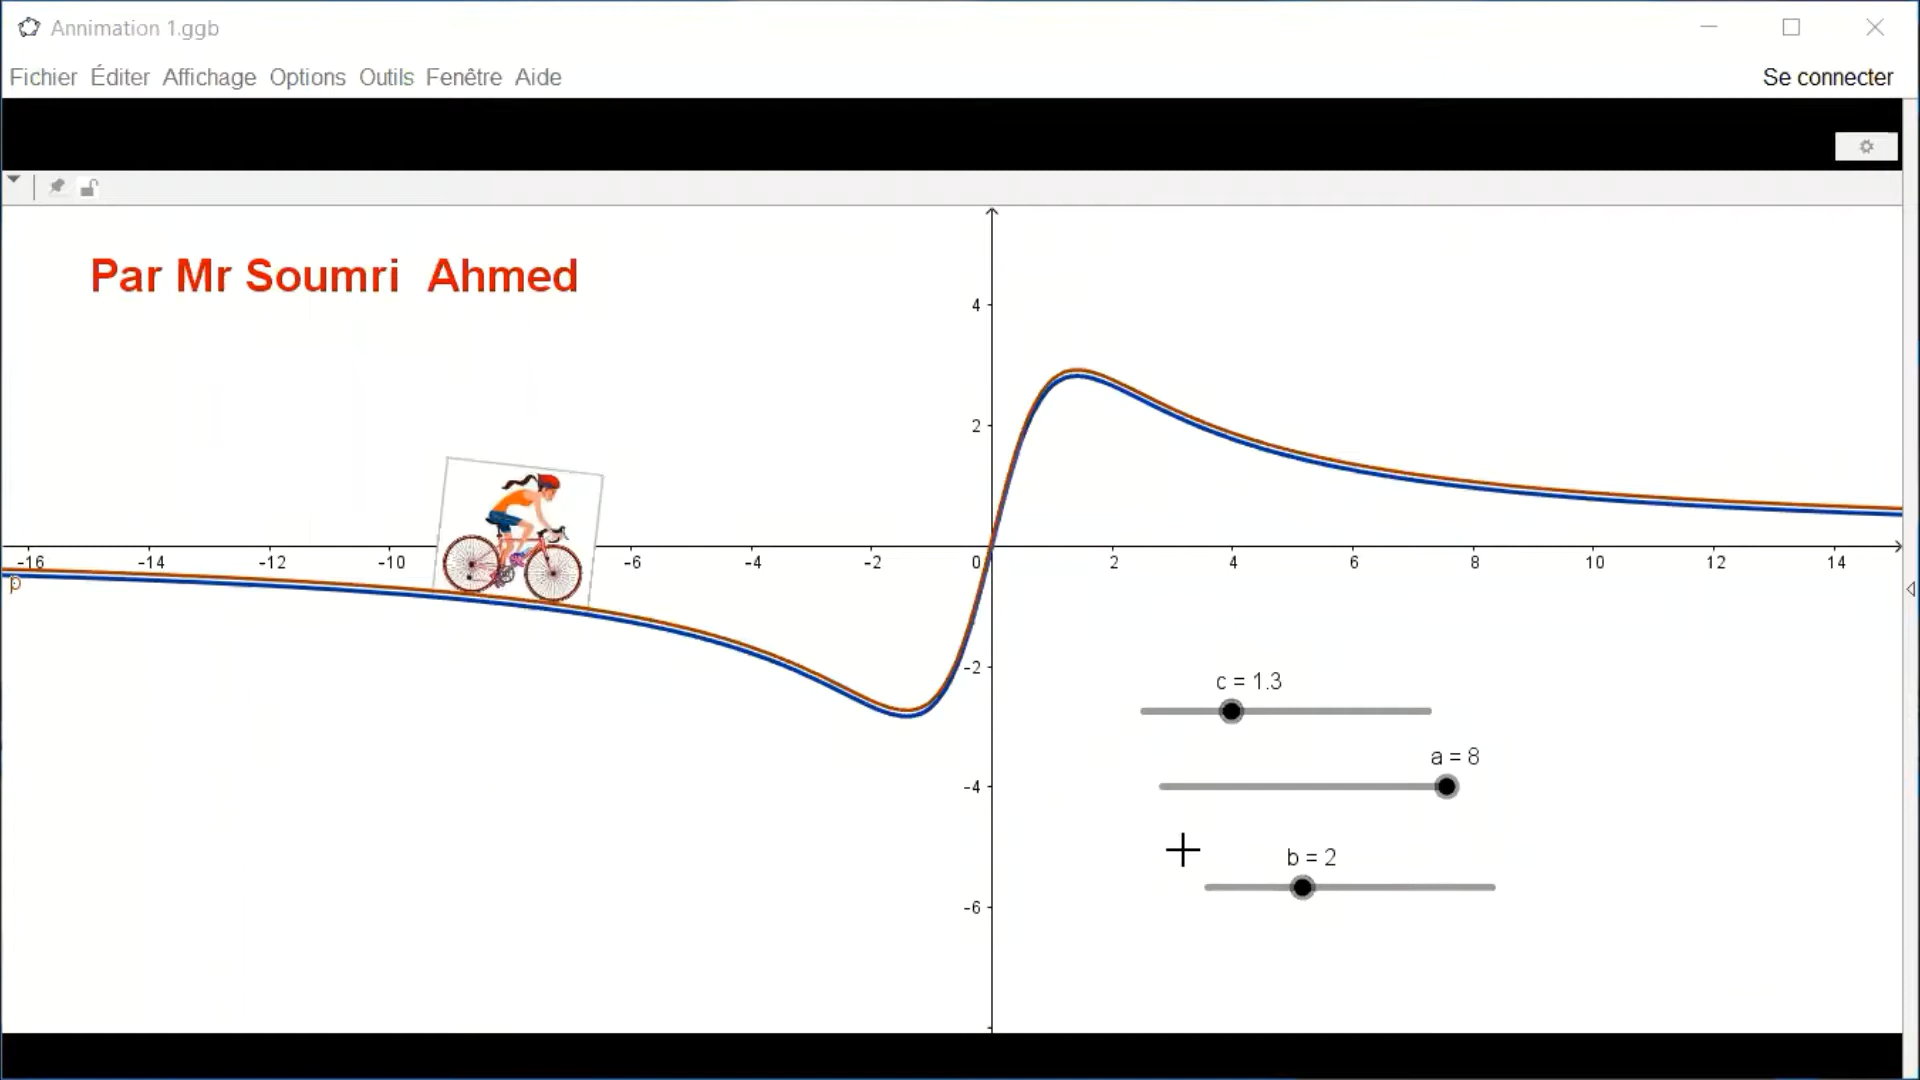 Annimation 1.ggb
Fichier Éditer Affichage Options Outils Fenêtre Aide Se connecter
Par Mr Soumri Ahmed
4
2
-16 -14 -12 -10 -6 -4 -2 0 2 4 6 8 10 12 14
p
-2
c = 1.3
a = 8
-4
b = 2
-6